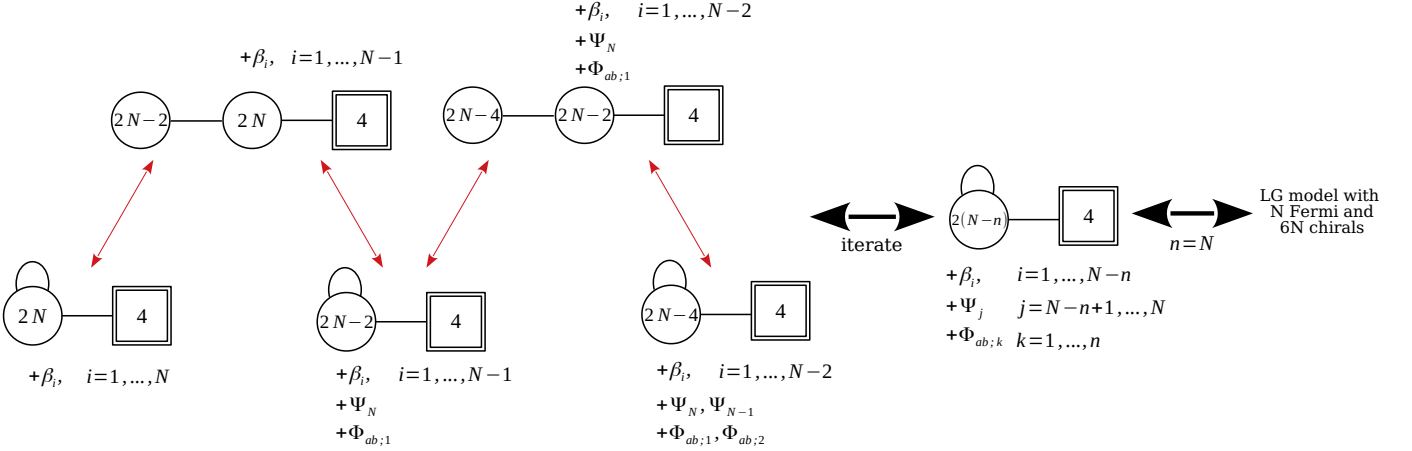 +β_i, i=1,...,N−1
2N−2
2N
4
+β_i, i=1,...,N−2
+Ψ_N
+Φ_{ab;1}
2N−4
2N−2
4
2N
4
+β_i, i=1,...,N
2N−2
4
+β_i, i=1,...,N−1
+Ψ_N
+Φ_{ab;1}
2N−4
4
+β_i, i=1,...,N−2
+Ψ_N, Ψ_{N−1}
+Φ_{ab;1}, Φ_{ab;2}
iterate
2(N−n)
4
+β_i, i=1,...,N−n
+Ψ_j j=N−n+1,...,N
+Φ_{ab;k} k=1,...,n
n=N
LG model with
N Fermi and
6N chirals